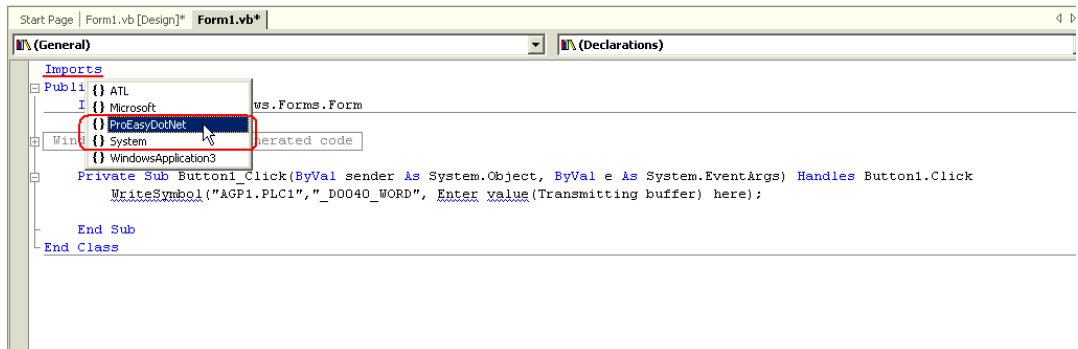 Start Page Form1.vb [Design]* Form1.vb*
(General) (Declarations)
Imports
Publi
{} ATL
I {} Microsoft ws.Forms.Form
{} ProEasyDotNet
Wind {} System nerated code
{} WindowsApplication3
Private Sub Button1_Click(ByVal sender As System.Object, ByVal e As System.EventArgs) Handles Button1.Click
WriteSymbol("AGP1.PLC1","_D0040_WORD", Enter value(Transmitting buffer) here);
End Sub
End Class